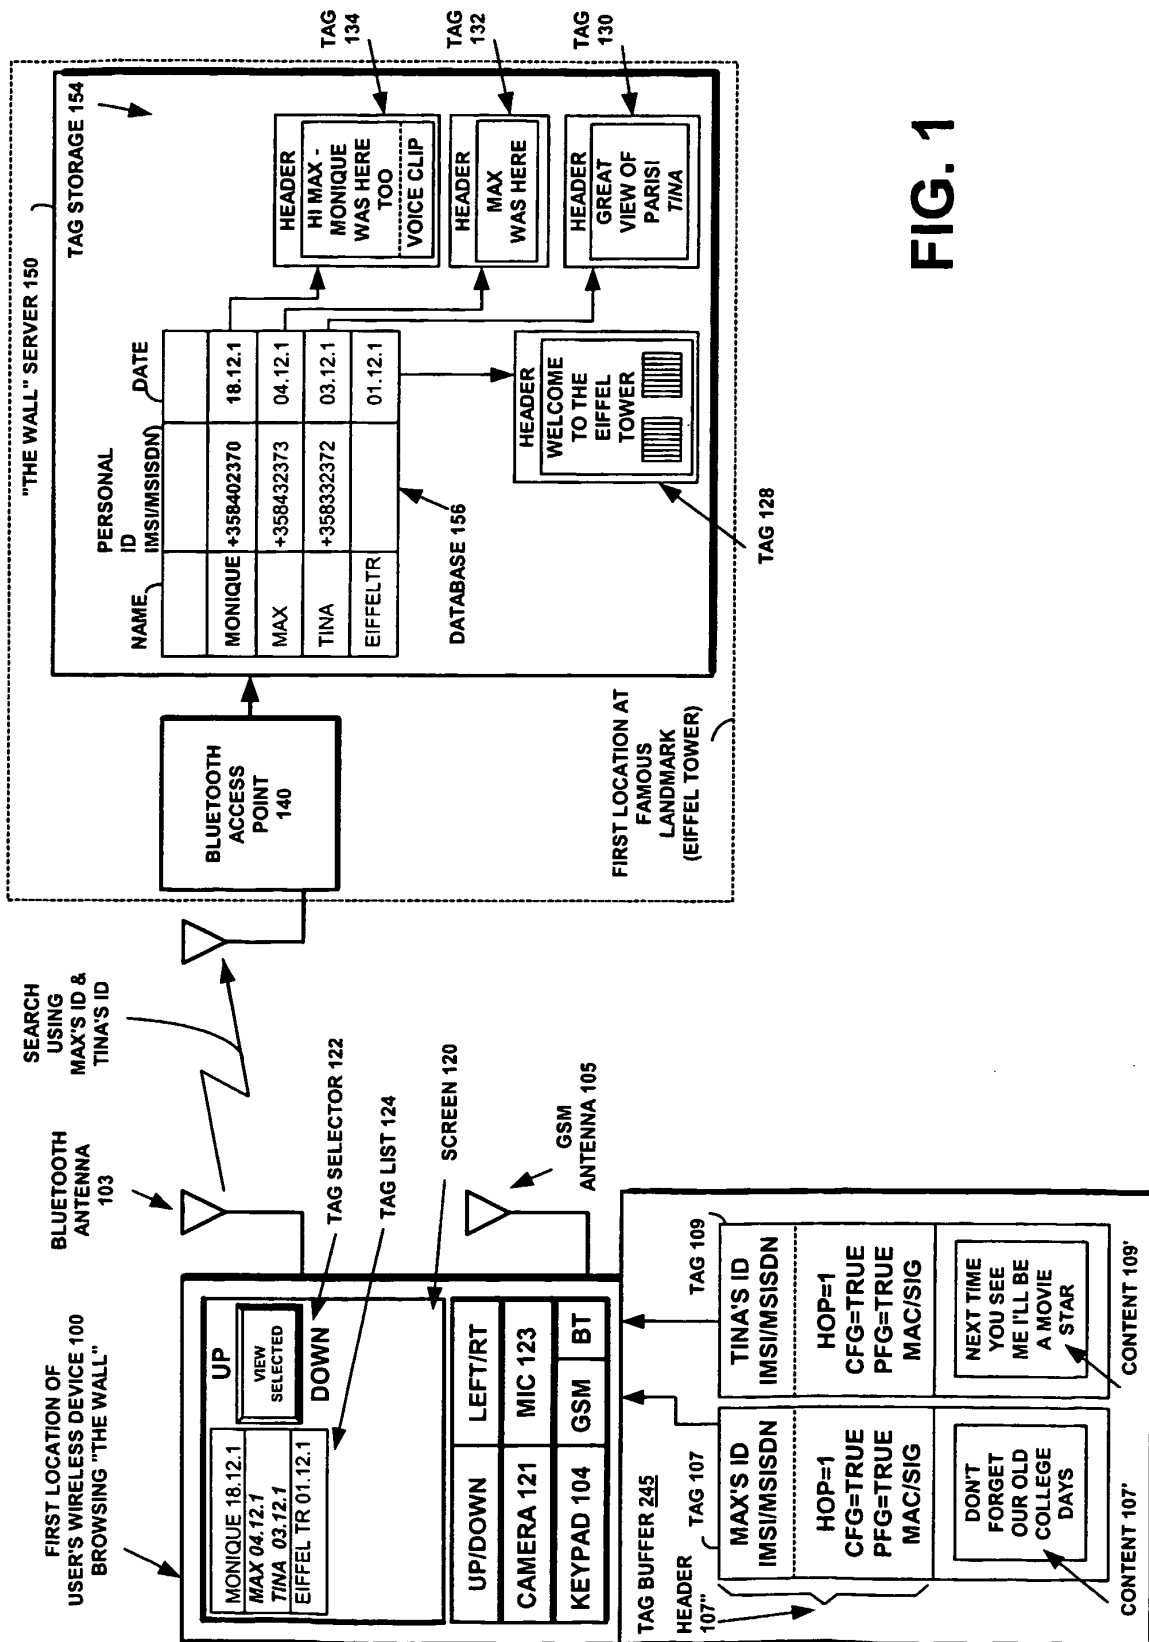 FIRST LOCATION OF
USER'S WIRELESS DEVICE 100
BROWSING "THE WALL"
BLUETOOTH
ANTENNA
103
SEARCH
USING
MAX'S ID &
TINA'S ID
"THE WALL" SERVER 150
TAG STORAGE 154
UP
VIEW
SELECTED
DOWN
MONIQUE 18.12.1
MAX 04.12.1
TINA 03.12.1
EIFFEL TR 01.12.1
TAG SELECTOR 122
TAG LIST 124
SCREEN 120
UP/DOWN
LEFT/RT
CAMERA 121
MIC 123
KEYPAD 104
GSM
BT
GSM
ANTENNA 105
TAG BUFFER 245
HEADER
107"
TAG 107
MAX'S ID
IMSI/MSISDN
HOP=1
CFG=TRUE
PFG=TRUE
MAC/SIG
DON'T
FORGET
OUR OLD
COLLEGE
DAYS
CONTENT 107'
TAG 109
TINA'S ID
IMSI/MSISDN
HOP=1
CFG=TRUE
PFG=TRUE
MAC/SIG
NEXT TIME
YOU SEE
ME I'LL BE
A MOVIE
STAR
CONTENT 109'
BLUETOOTH
ACCESS
POINT
140
NAME
PERSONAL
ID
IMSI/MSISDN)
DATE
MONIQUE +358402370 18.12.1
MAX +358432373 04.12.1
TINA +358332372 03.12.1
EIFFELTR 01.12.1
DATABASE 156
HEADER
HI MAX -
MONIQUE
WAS HERE
TOO
VOICE CLIP
TAG
134
HEADER
MAX
WAS HERE
TAG
132
HEADER
GREAT
VIEW OF
PARIS!
TINA
TAG
130
HEADER
WELCOME
TO THE
EIFFEL
TOWER
TAG 128
FIRST LOCATION AT
FAMOUS
LANDMARK
(EIFFEL TOWER)
FIG. 1